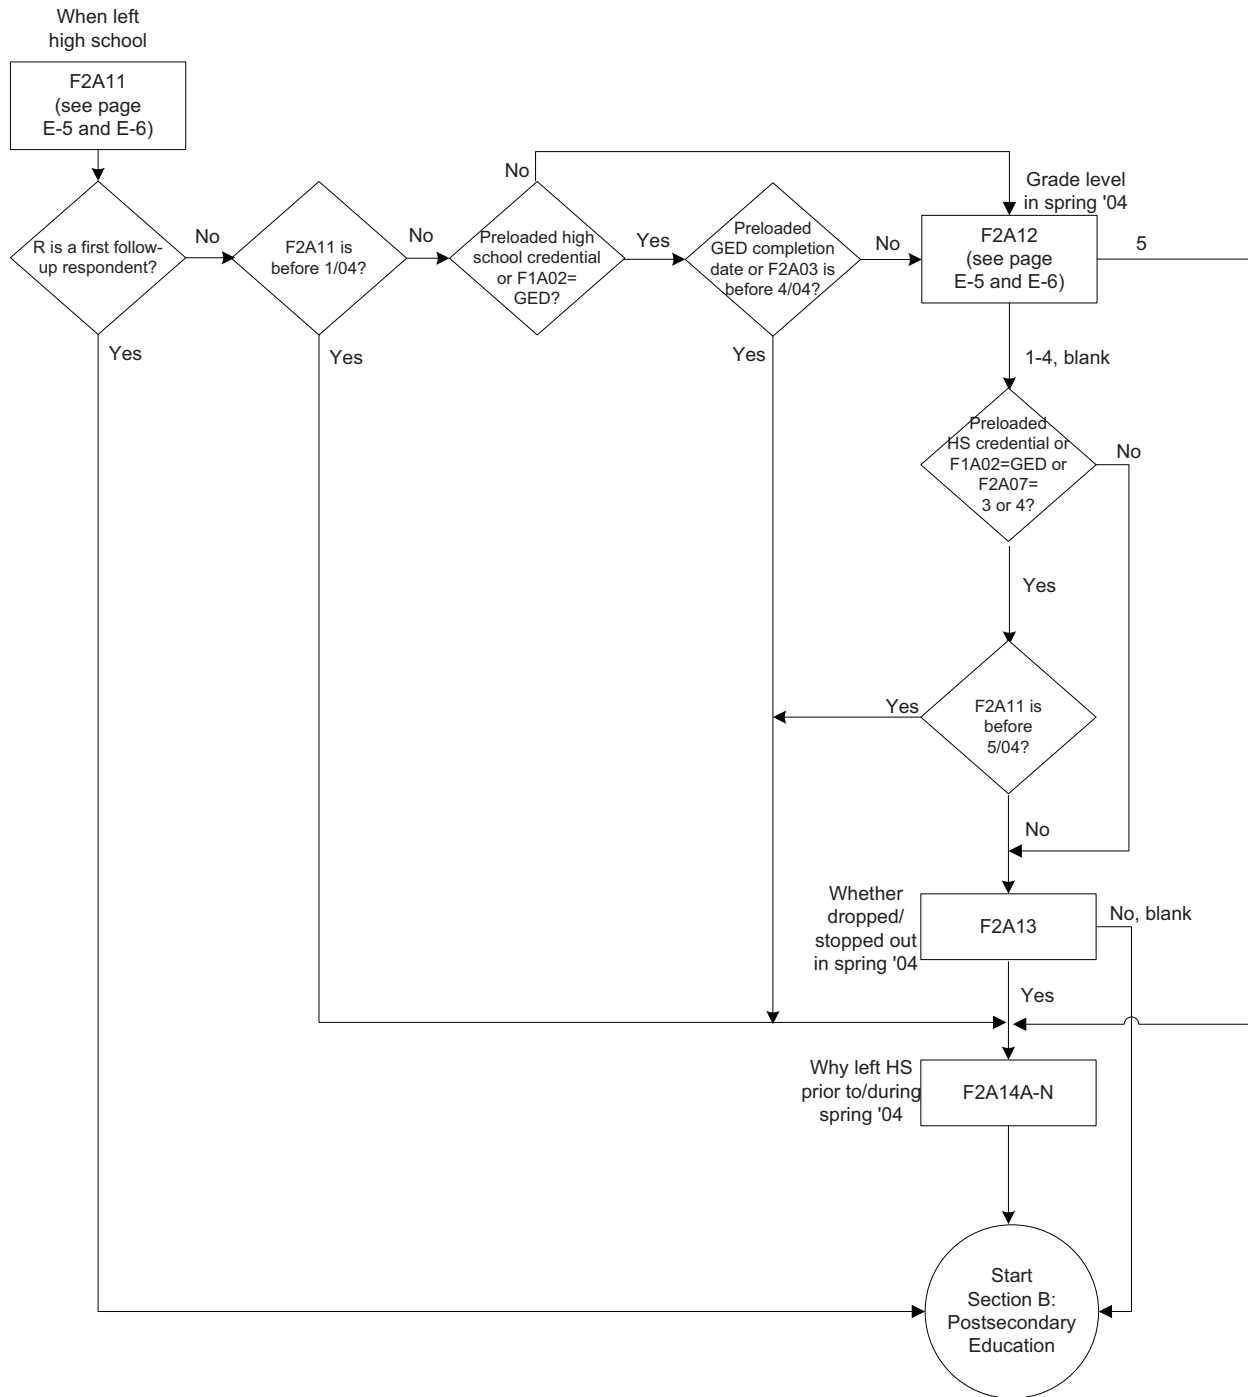 When left
high school
F2A11
(see page
E-5 and E-6)
R is a first follow-
up respondent?
No
Yes
F2A11 is
before 1/04?
No
Yes
Preloaded high
school credential
or F1A02=
GED?
No
Yes
Preloaded
GED completion
date or F2A03 is
before 4/04?
No
Yes
Grade level
in spring '04
F2A12
(see page
E-5 and E-6)
5
1-4, blank
Preloaded
HS credential or
F1A02=GED or
F2A07=
3 or 4?
No
Yes
F2A11 is
before
5/04?
Yes
No
Whether
dropped/
stopped out
in spring '04
F2A13
No, blank
Yes
Why left HS
prior to/during
spring '04
F2A14A-N
Start
Section B:
Postsecondary
Education